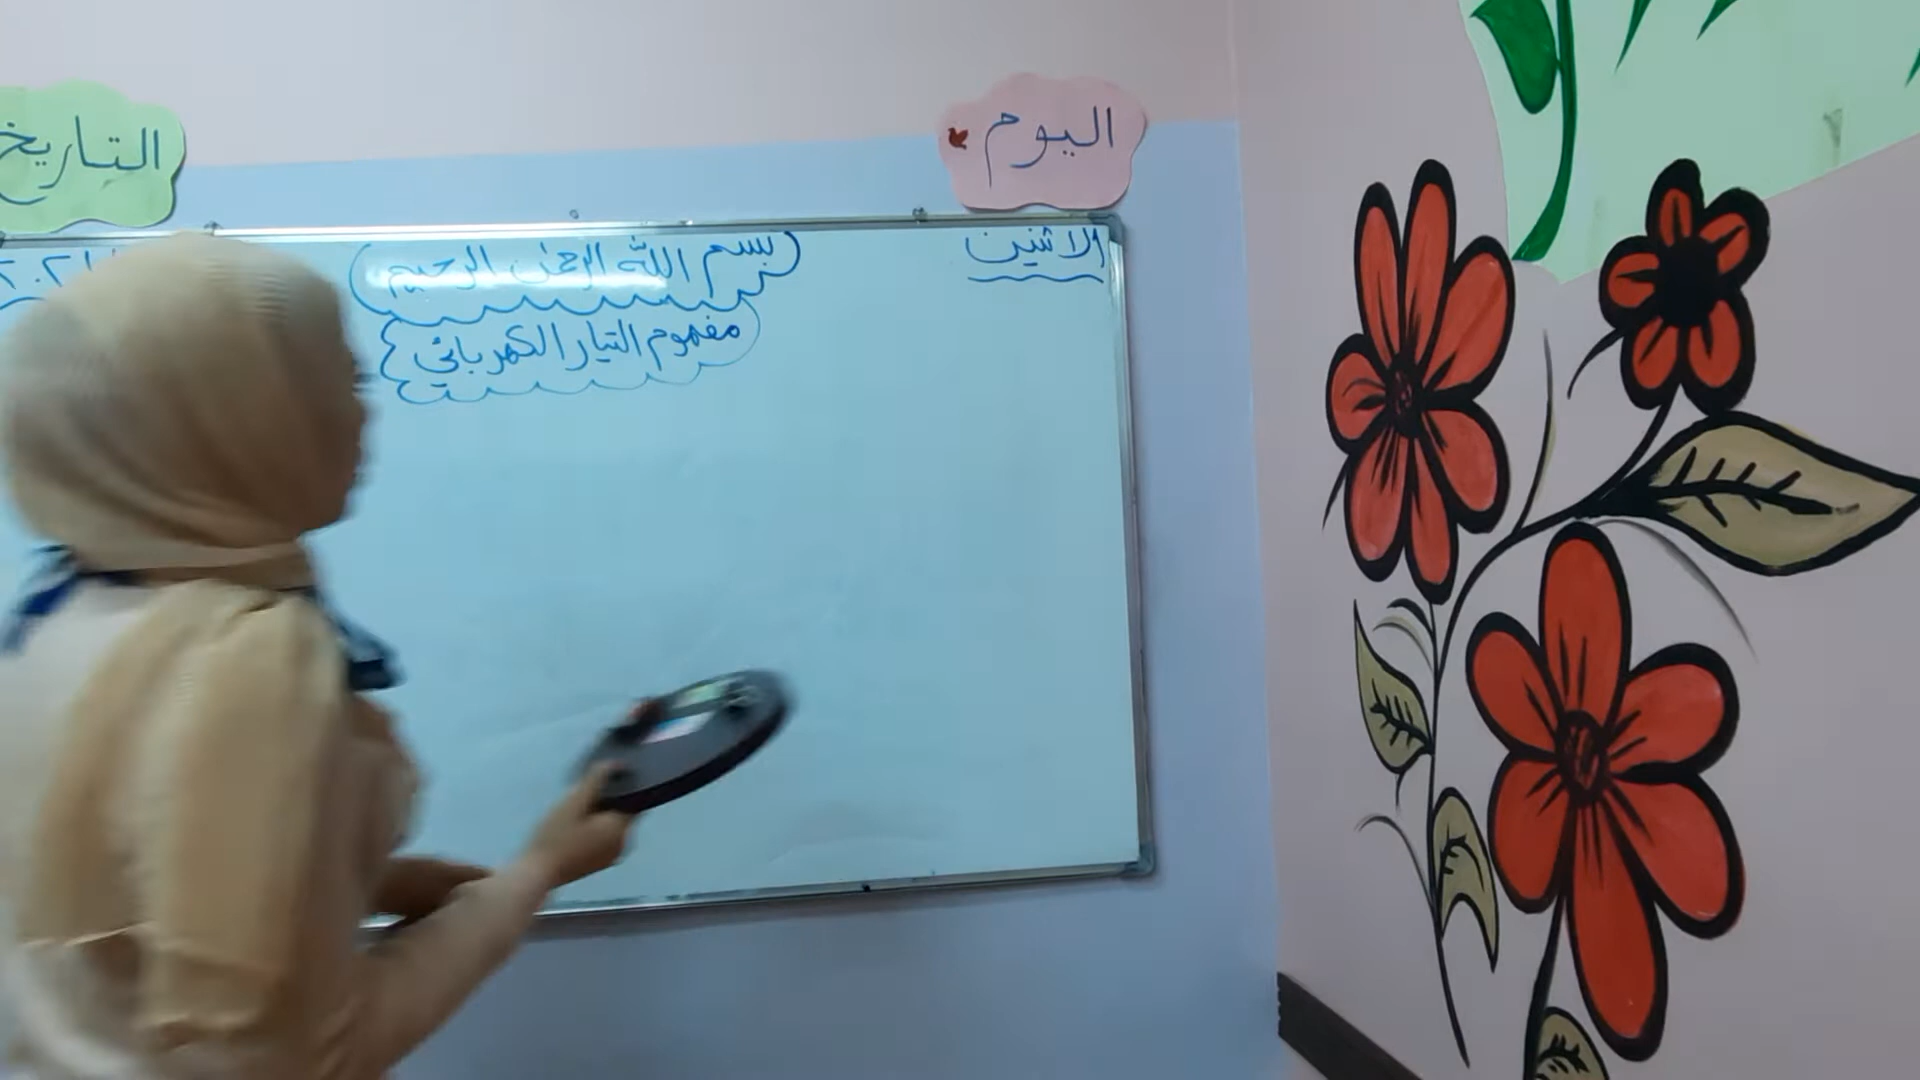 اليوم
التاريخ
الاثنين
بسم الله الرحمن الرحيم
مفهوم التيار الكهربائي